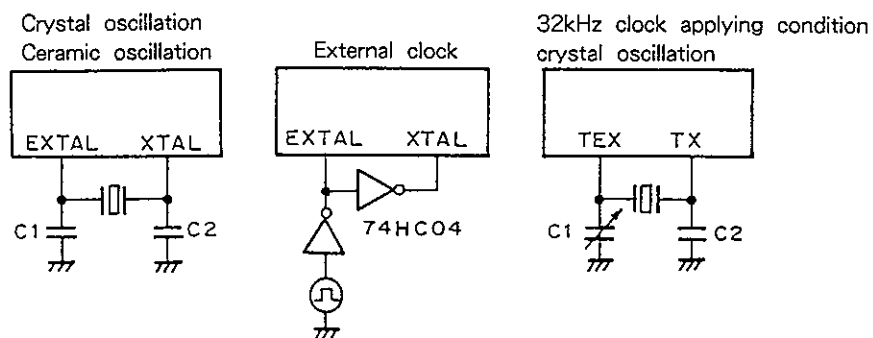 Crystal oscillation
Ceramic oscillation
EXTAL XTAL
C1 C2
External clock
EXTAL XTAL
74HC04
32kHz clock applying condition
crystal oscillation
TEX TX
C1 C2